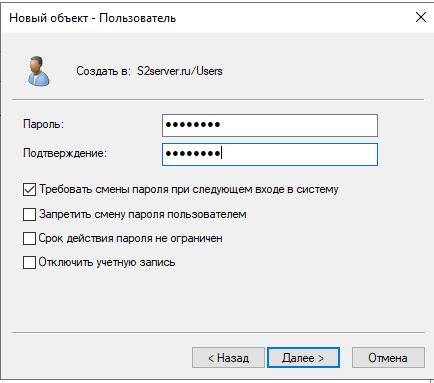 Новый объект - Пользователь
Создать в: S2server.ru/Users
Пароль: ●●●●●●●●
Подтверждение: ●●●●●●●●
Требовать смены пароля при следующем входе в систему
Запретить смену пароля пользователем
Срок действия пароля не ограничен
Отключить учетную запись
< Назад Далее > Отмена